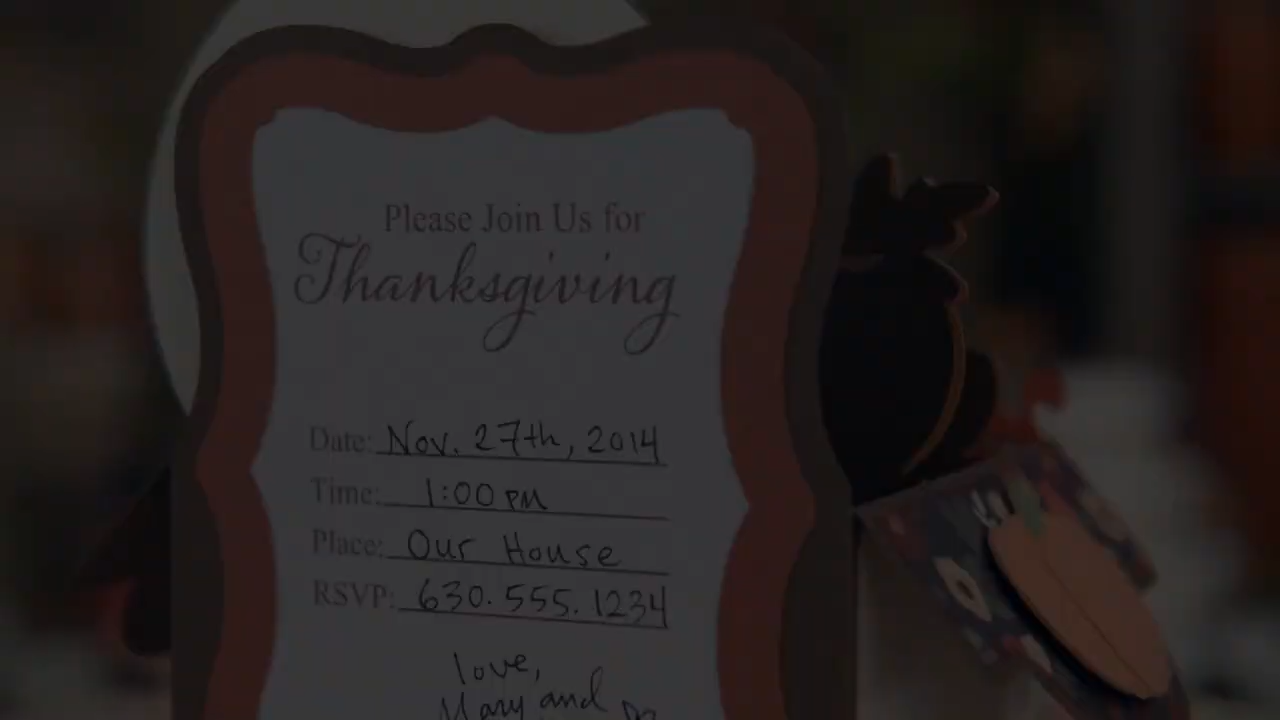 Please Join Us for
Thanksgiving
Date: Nov. 27th, 2014
Time: 1:00 PM
Place: Our House
RSVP: 630. 555. 1234
love,
Mary and